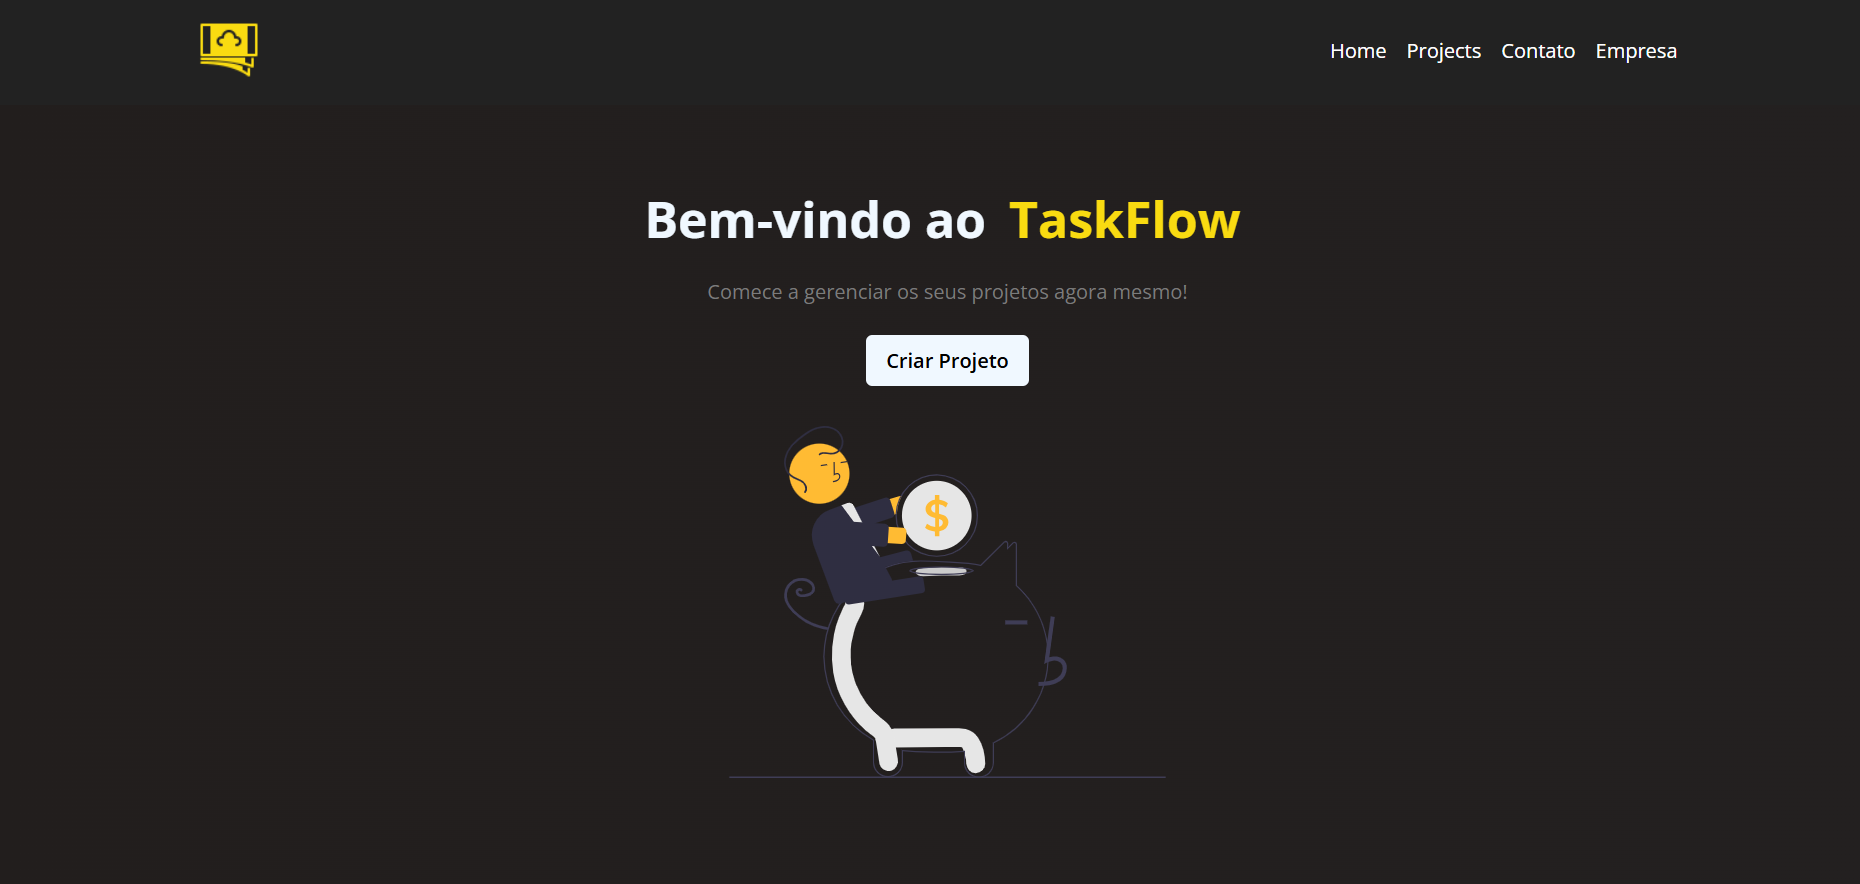 Home Projects Contato Empresa
Bem-vindo ao TaskFlow
Comece a gerenciar os seus projetos agora mesmo!
Criar Projeto
$